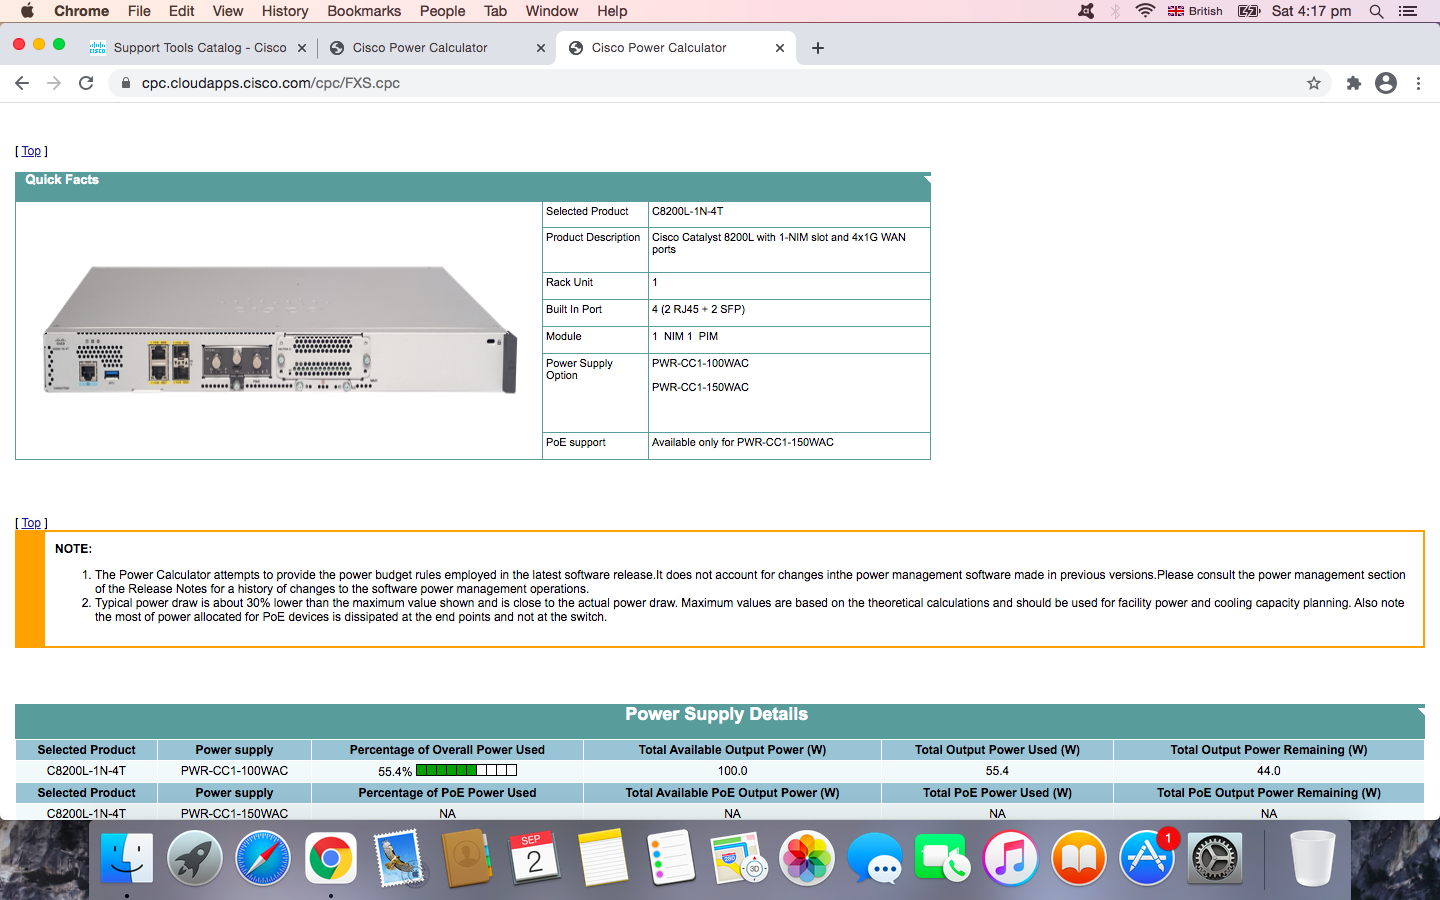 Chrome File Edit View History Bookmarks People Tab Window Help British Sat 4:17 pm
Support Tools Catalog - Cisco Cisco Power Calculator Cisco Power Calculator
cpc.cloudapps.cisco.com/cpc/FXS.cpc
[ Top ]
Quick Facts
Selected Product C8200L-1N-4T
Product Description Cisco Catalyst 8200L with 1-NIM slot and 4x1G WAN
ports
Rack Unit 1
Built In Port 4 (2 RJ45 + 2 SFP)
Module 1 NIM 1 PIM
Power Supply PWR-CC1-100WAC
Option
PWR-CC1-150WAC
PoE support Available only for PWR-CC1-150WAC
[ Top ]
NOTE:
1. The Power Calculator attempts to provide the power budget rules employed in the latest software release.It does not account for changes inthe power management software made in previous versions.Please consult the power management section
of the Release Notes for a history of changes to the software power management operations.
2. Typical power draw is about 30% lower than the maximum value shown and is close to the actual power draw. Maximum values are based on the theoretical calculations and should be used for facility power and cooling capacity planning. Also note
the most of power allocated for PoE devices is dissipated at the end points and not at the switch.
Power Supply Details
Selected Product Power supply Percentage of Overall Power Used Total Available Output Power (W) Total Output Power Used (W) Total Output Power Remaining (W)
C8200L-1N-4T PWR-CC1-100WAC 55.4% 100.0 55.4 44.0
Selected Product Power supply Percentage of PoE Power Used Total Available PoE Output Power (W) Total PoE Power Used (W) Total PoE Output Power Remaining (W)
C8200L-1N-4T PWR-CC1-150WAC NA NA NA NA
SEP
2
280
3D
1